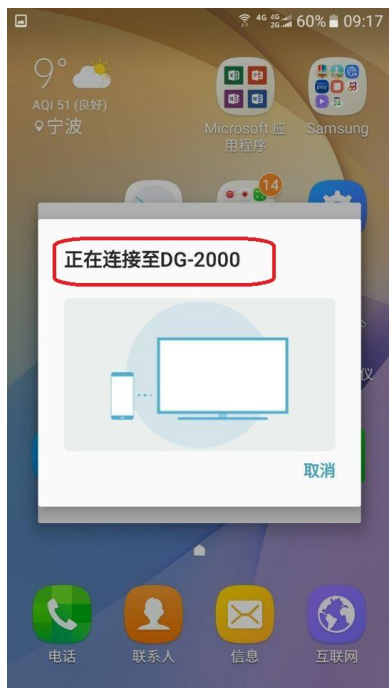 4G 4G 2G 60% 09:17
9°
AQI 51 (良好)
宁波
Microsoft 应
用程序
Samsung
pay
14
正在连接至DG-2000
仪
取消
电话
联系人
信息
互联网